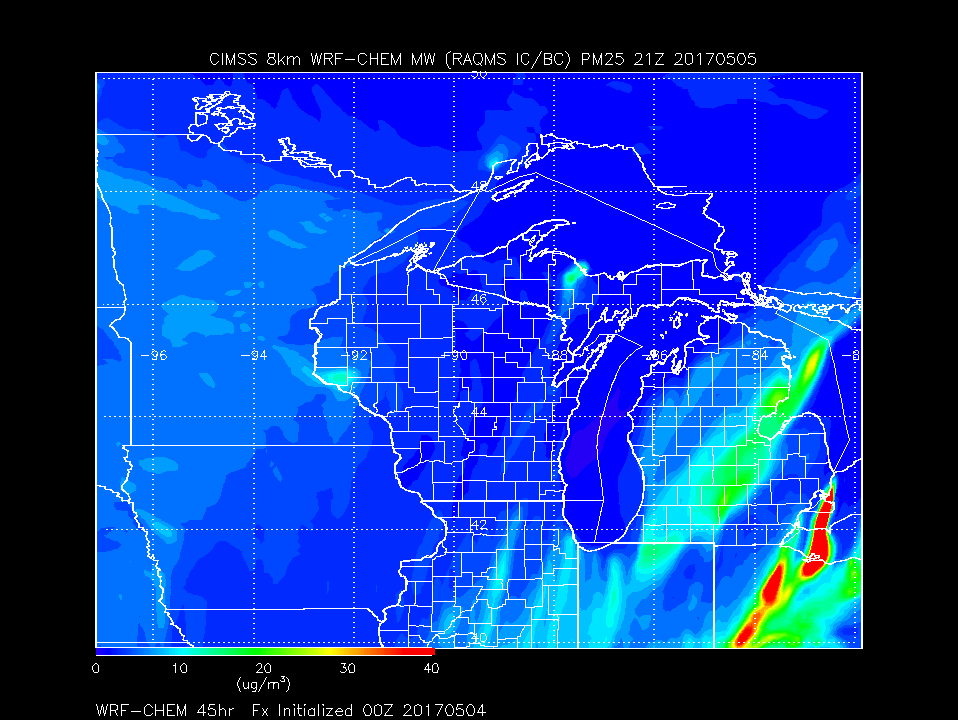 CIMSS 8km WRF-CHEM MW (RAQMS IC/BC) PM25 21Z 20170505
50
48
46
-96 -94 -92 -90 -88 -86 -84 -8
44
42
40
0 10 20 30 40
(ug/m³)
WRF-CHEM 45hr Fx Initialized 00Z 20170504